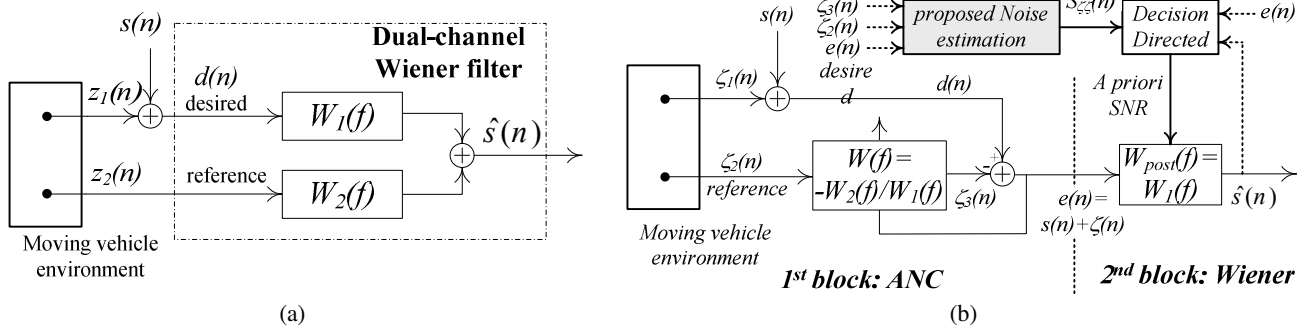 s(n)
Dual-channel
Wiener filter
z1(n)
d(n)
desired
W1(f)
ŝ(n)
z2(n)
reference
W2(f)
Moving vehicle
environment
(a)
ζ3(n)
ζ2(n)
e(n)
desire
d
proposed Noise
estimation
Sζζ(n)
Decision
Directed
e(n)
s(n)
ζ1(n)
d(n)
A priori
SNR
ζ2(n)
reference
W(f)=
-W2(f)/W1(f)
-
+
ζ3(n)
e(n)=
s(n)+ζ(n)
Wpost(f)=
W1(f)
ŝ(n)
Moving vehicle
environment
1st block: ANC
2nd block: Wiener
(b)